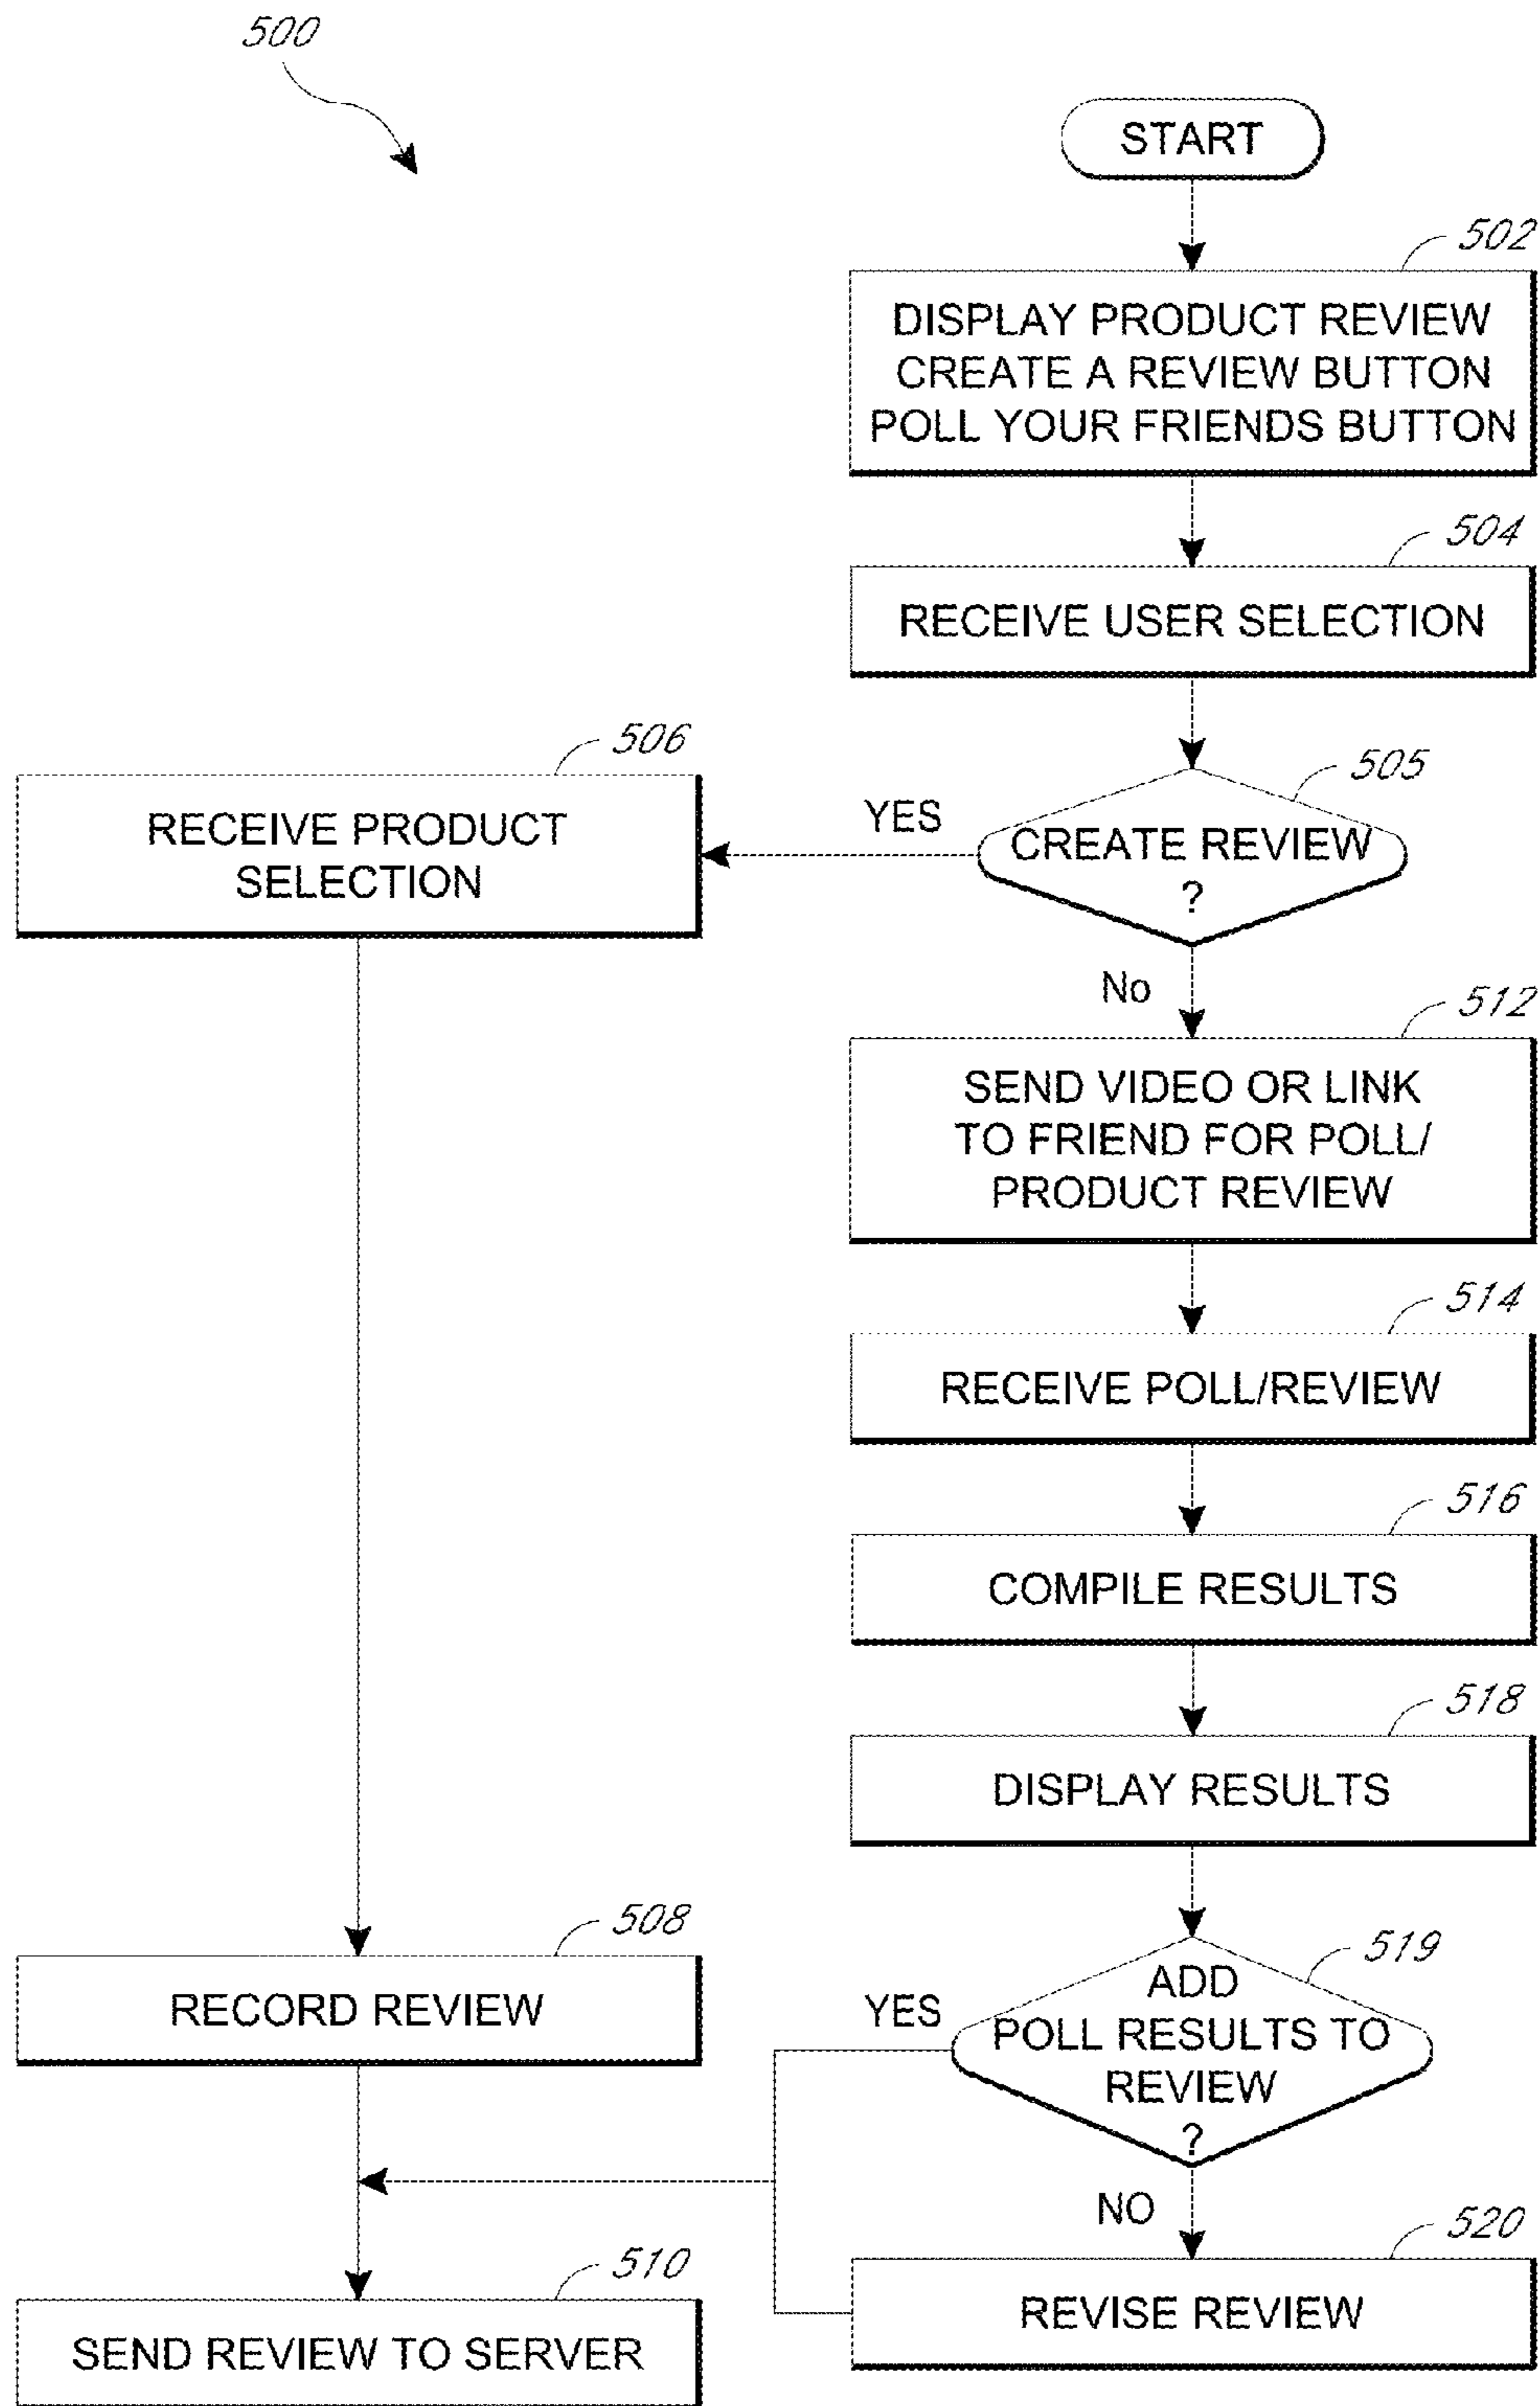 500
START
502
DISPLAY PRODUCT REVIEW
CREATE A REVIEW BUTTON
POLL YOUR FRIENDS BUTTON
504
RECEIVE USER SELECTION
505
CREATE REVIEW
?
YES
506
RECEIVE PRODUCT
SELECTION
No
512
SEND VIDEO OR LINK
TO FRIEND FOR POLL/
PRODUCT REVIEW
514
RECEIVE POLL/REVIEW
516
COMPILE RESULTS
518
DISPLAY RESULTS
519
ADD
POLL RESULTS TO
REVIEW
?
YES
508
RECORD REVIEW
NO
520
REVISE REVIEW
510
SEND REVIEW TO SERVER